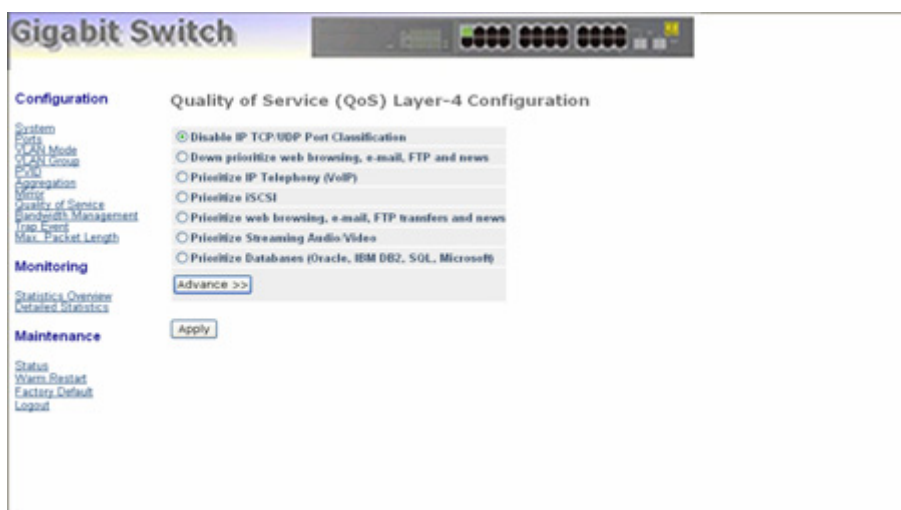 Gigabit Switch
Configuration
System
Ports
VLAN Mode
VLAN Group
PVID
Aggregation
Mirror
Quality of Service
Bandwidth Management
Trap Event
Max. Packet Length
Monitoring
Statistics Overview
Detailed Statistics
Maintenance
Status
Warm Restart
Factory Default
Logout
Quality of Service (QoS) Layer-4 Configuration
Disable IP TCP/UDP Port Classification
Down prioritize web browsing, e-mail, FTP and news
Prioritize IP Telephony (VoIP)
Prioritize iSCSI
Prioritize web browsing, e-mail, FTP transfers and news
Prioritize Streaming Audio/Video
Prioritize Databases (Oracle, IBM DB2, SQL, Microsoft)
Advance >>
Apply